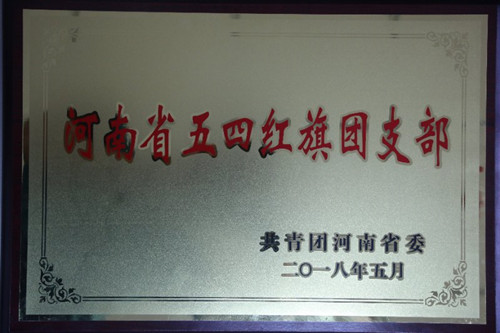 河南省五四红旗团支部
共青团河南省委
二〇一八年五月